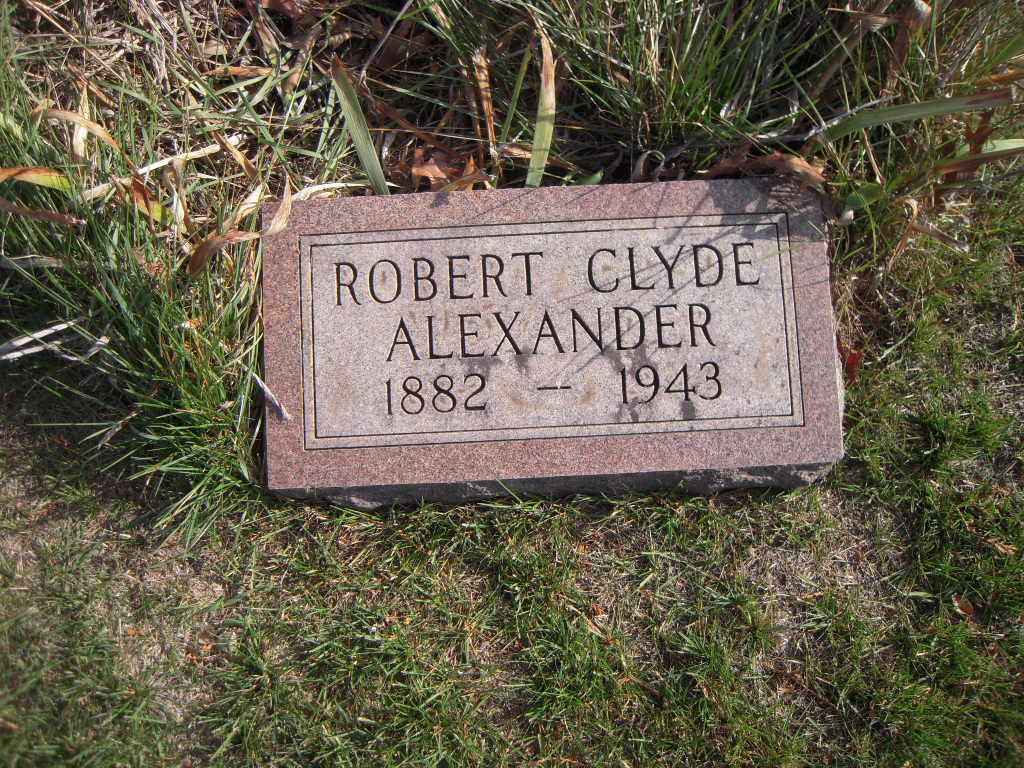 ROBERT CLYDE
ALEXANDER
1882 — 1943